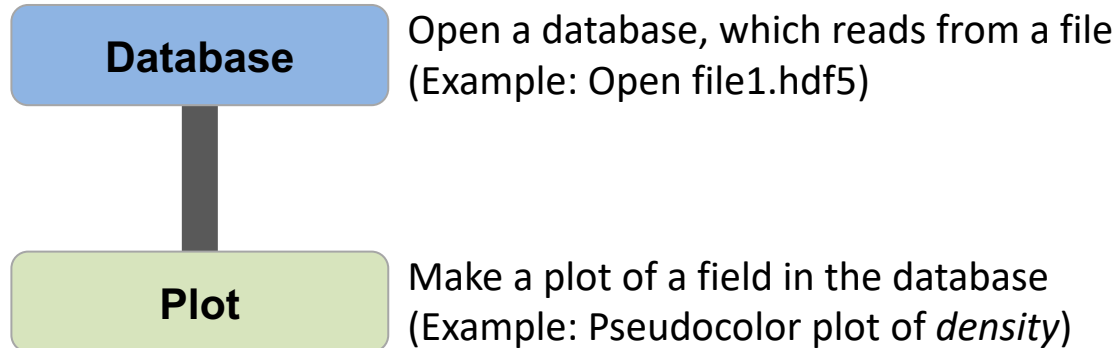 Database
Open a database, which reads from a file
(Example: Open file1.hdf5)
Plot
Make a plot of a field in the database
(Example: Pseudocolor plot of density)